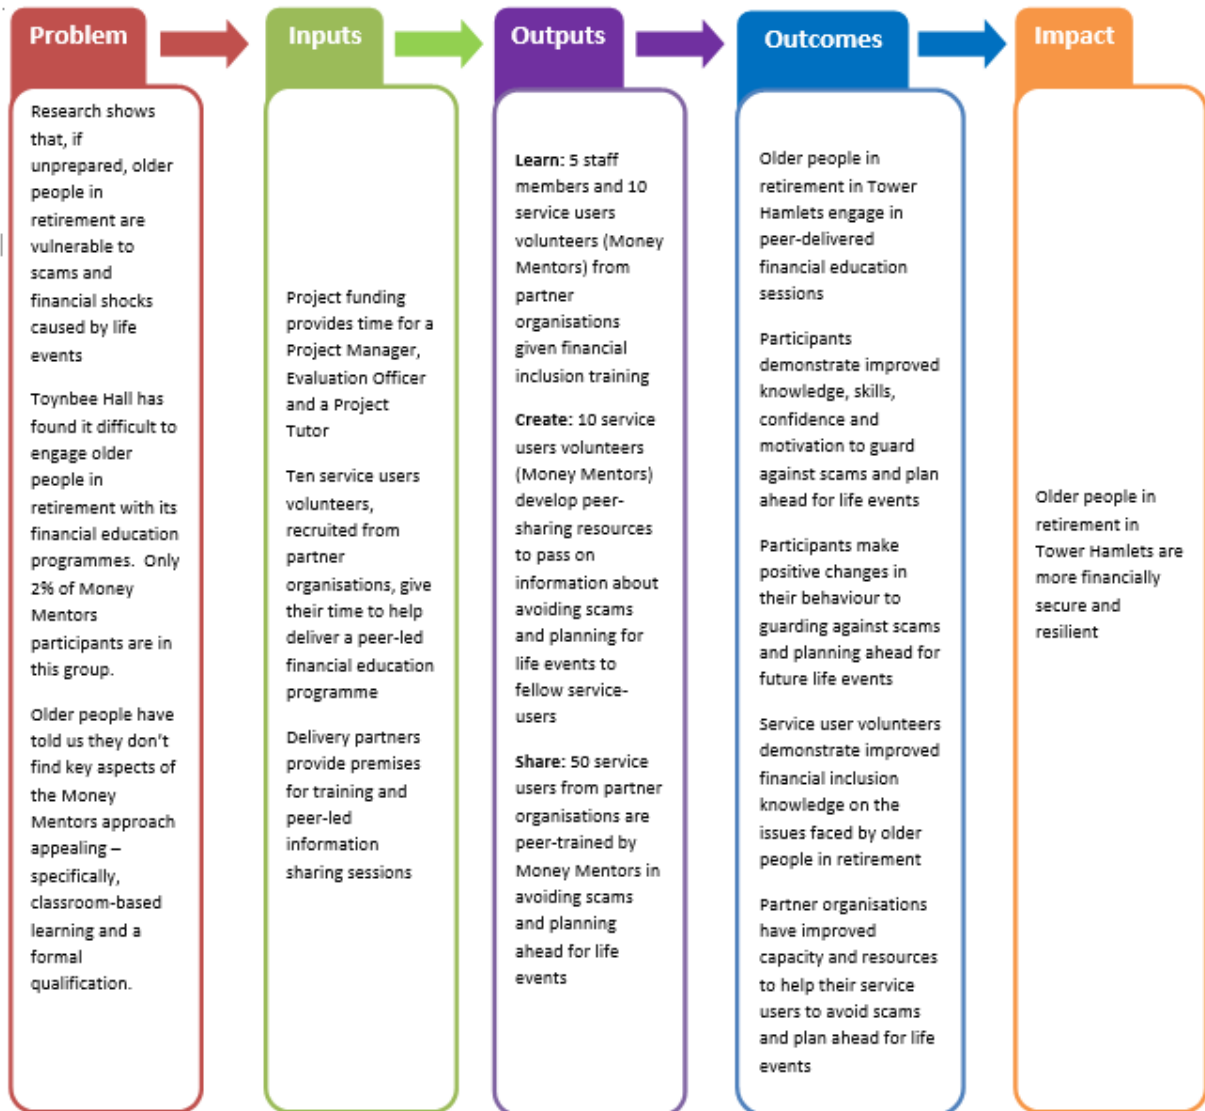 Problem
Research shows
that, if
unprepared, older
people in
retirement are
vulnerable to
scams and
financial shocks
caused by life
events
Toynbee Hall has
found it difficult to
engage older
people in
retirement with its
financial education
programmes.  Only
2% of Money
Mentors
participants are in
this group.
Older people have
told us they don't
find key aspects of
the Money
Mentors approach
appealing –
specifically,
classroom-based
learning and a
formal
qualification.
Inputs
Project funding
provides time for a
Project Manager,
Evaluation Officer
and a Project
Tutor
Ten service users
volunteers,
recruited from
partner
organisations, give
their time to help
deliver a peer-led
financial education
programme
Delivery partners
provide premises
for training and
peer-led
information
sharing sessions
Outputs
Learn: 5 staff
members and 10
service users
volunteers (Money
Mentors) from
partner
organisations
given financial
inclusion training
Create: 10 service
users volunteers
(Money Mentors)
develop peer-
sharing resources
to pass on
information about
avoiding scams
and planning for
life events to
fellow service-
users
Share: 50 service
users from partner
organisations are
peer-trained by
Money Mentors in
avoiding scams
and planning
ahead for life
events
Outcomes
Older people in
retirement in Tower
Hamlets engage in
peer-delivered
financial education
sessions
Participants
demonstrate improved
knowledge, skills,
confidence and
motivation to guard
against scams and plan
ahead for life events
Participants make
positive changes in
their behaviour to
guarding against scams
and planning ahead for
future life events
Service user volunteers
demonstrate improved
financial inclusion
knowledge on the
issues faced by older
people in retirement
Partner organisations
have improved
capacity and resources
to help their service
users to avoid scams
and plan ahead for life
events
Impact
Older people in
retirement in
Tower Hamlets are
more financially
secure and
resilient